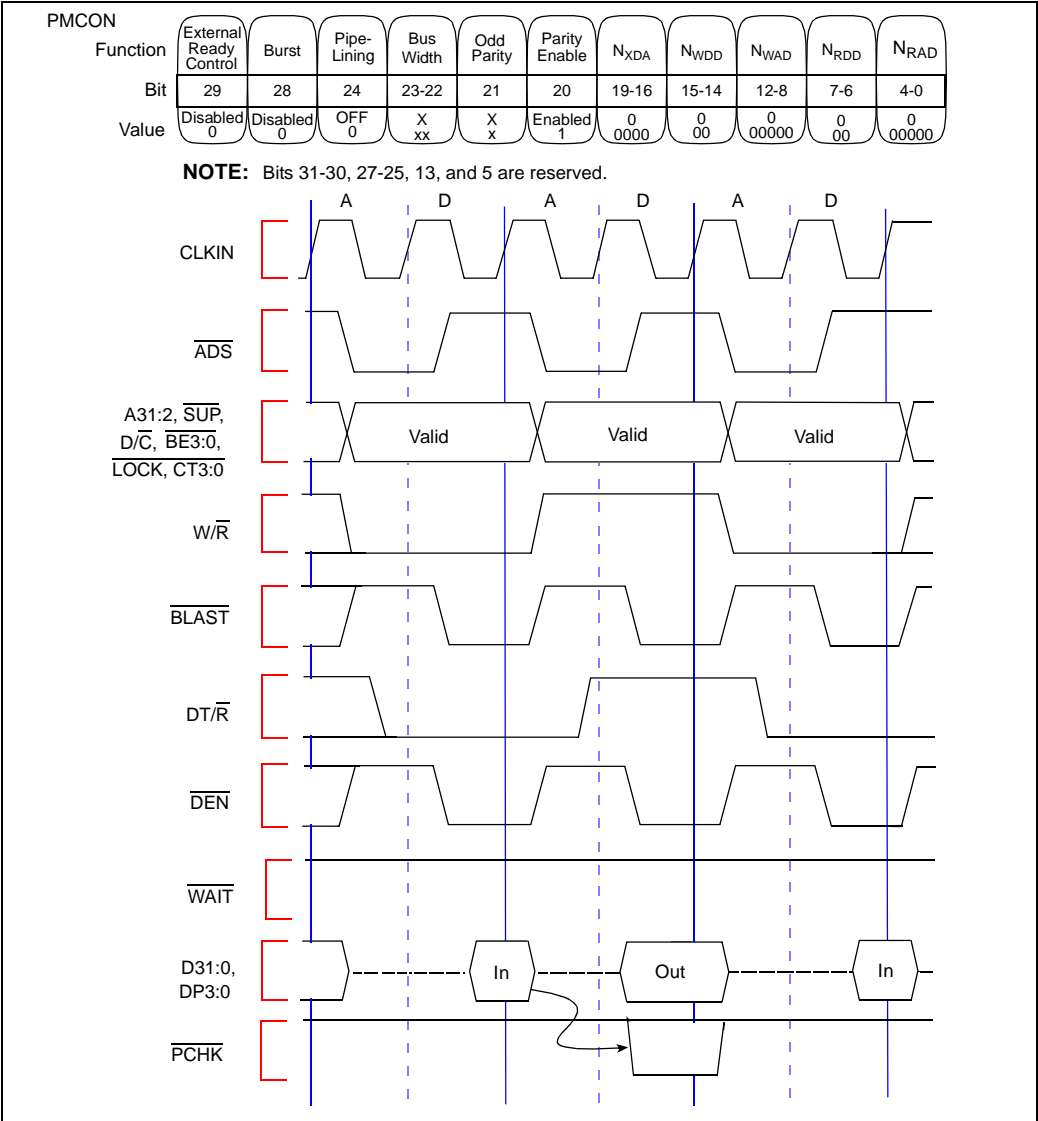 PMCON
Function
External Ready Control
Burst
Pipe-Lining
Bus Width
Odd Parity
Parity Enable
NXDA
NWDD
NWAD
NRDD
NRAD
Bit
29
28
24
23-22
21
20
19-16
15-14
12-8
7-6
4-0
Value
Disabled 0
Disabled 0
OFF 0
X xx
X x
Enabled 1
0 0000
0 00
0 00000
0 00
0 00000
NOTE: Bits 31-30, 27-25, 13, and 5 are reserved.
A D A D A D
CLKIN
ADS
A31:2, SUP,
D/C, BE3:0,
LOCK, CT3:0
Valid Valid Valid
W/R
BLAST
DT/R
DEN
WAIT
D31:0,
DP3:0
In Out In
PCHK